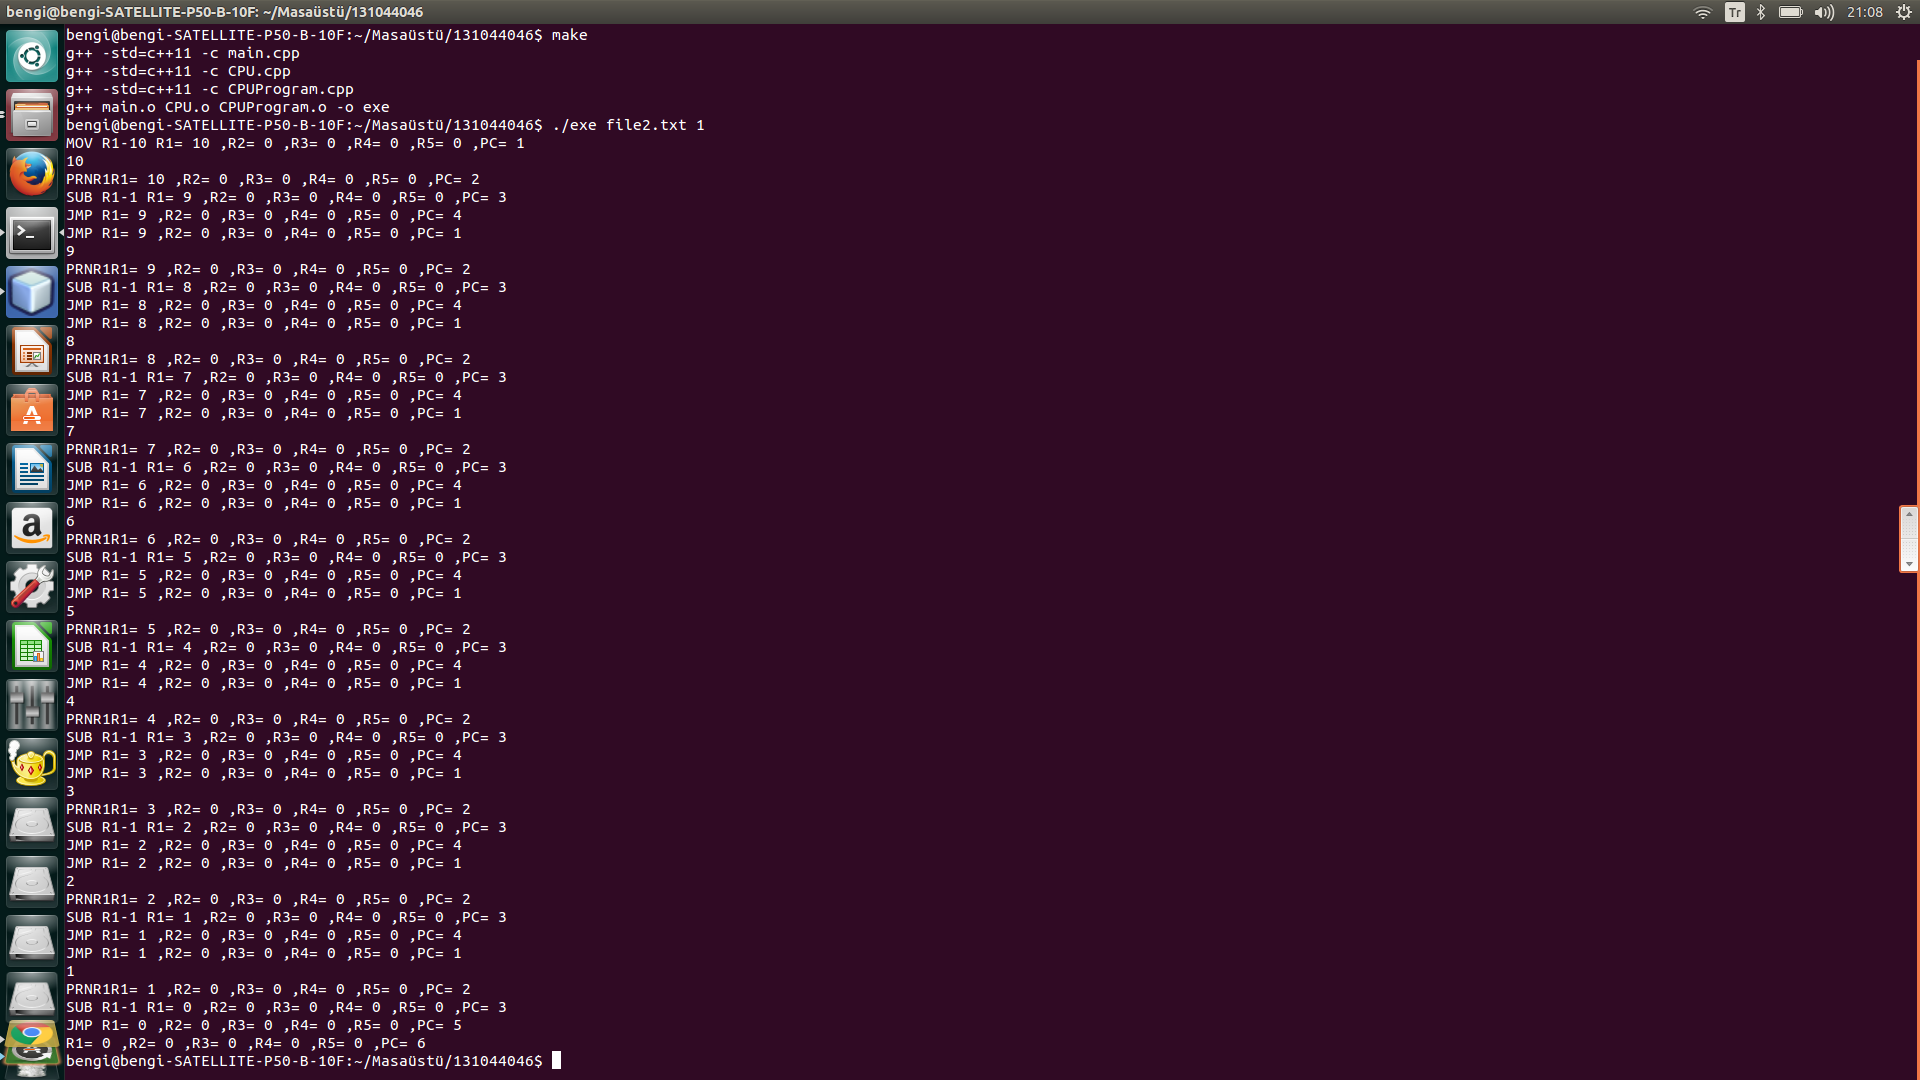 bengi@bengi-SATELLITE-P50-B-10F: ~/Masaüstü/131044046
Tr
21:08
bengi@bengi-SATELLITE-P50-B-10F:~/Masaüstü/131044046$ make
g++ -std=c++11 -c main.cpp
g++ -std=c++11 -c CPU.cpp
g++ -std=c++11 -c CPUProgram.cpp
g++ main.o CPU.o CPUProgram.o -o exe
bengi@bengi-SATELLITE-P50-B-10F:~/Masaüstü/131044046$ ./exe file2.txt 1
MOV R1-10 R1= 10 ,R2= 0 ,R3= 0 ,R4= 0 ,R5= 0 ,PC= 1
10
PRNR1R1= 10 ,R2= 0 ,R3= 0 ,R4= 0 ,R5= 0 ,PC= 2
SUB R1-1 R1= 9 ,R2= 0 ,R3= 0 ,R4= 0 ,R5= 0 ,PC= 3
JMP R1= 9 ,R2= 0 ,R3= 0 ,R4= 0 ,R5= 0 ,PC= 4
JMP R1= 9 ,R2= 0 ,R3= 0 ,R4= 0 ,R5= 0 ,PC= 1
9
PRNR1R1= 9 ,R2= 0 ,R3= 0 ,R4= 0 ,R5= 0 ,PC= 2
SUB R1-1 R1= 8 ,R2= 0 ,R3= 0 ,R4= 0 ,R5= 0 ,PC= 3
JMP R1= 8 ,R2= 0 ,R3= 0 ,R4= 0 ,R5= 0 ,PC= 4
JMP R1= 8 ,R2= 0 ,R3= 0 ,R4= 0 ,R5= 0 ,PC= 1
8
PRNR1R1= 8 ,R2= 0 ,R3= 0 ,R4= 0 ,R5= 0 ,PC= 2
SUB R1-1 R1= 7 ,R2= 0 ,R3= 0 ,R4= 0 ,R5= 0 ,PC= 3
JMP R1= 7 ,R2= 0 ,R3= 0 ,R4= 0 ,R5= 0 ,PC= 4
JMP R1= 7 ,R2= 0 ,R3= 0 ,R4= 0 ,R5= 0 ,PC= 1
7
PRNR1R1= 7 ,R2= 0 ,R3= 0 ,R4= 0 ,R5= 0 ,PC= 2
SUB R1-1 R1= 6 ,R2= 0 ,R3= 0 ,R4= 0 ,R5= 0 ,PC= 3
JMP R1= 6 ,R2= 0 ,R3= 0 ,R4= 0 ,R5= 0 ,PC= 4
JMP R1= 6 ,R2= 0 ,R3= 0 ,R4= 0 ,R5= 0 ,PC= 1
6
PRNR1R1= 6 ,R2= 0 ,R3= 0 ,R4= 0 ,R5= 0 ,PC= 2
SUB R1-1 R1= 5 ,R2= 0 ,R3= 0 ,R4= 0 ,R5= 0 ,PC= 3
JMP R1= 5 ,R2= 0 ,R3= 0 ,R4= 0 ,R5= 0 ,PC= 4
JMP R1= 5 ,R2= 0 ,R3= 0 ,R4= 0 ,R5= 0 ,PC= 1
5
PRNR1R1= 5 ,R2= 0 ,R3= 0 ,R4= 0 ,R5= 0 ,PC= 2
SUB R1-1 R1= 4 ,R2= 0 ,R3= 0 ,R4= 0 ,R5= 0 ,PC= 3
JMP R1= 4 ,R2= 0 ,R3= 0 ,R4= 0 ,R5= 0 ,PC= 4
JMP R1= 4 ,R2= 0 ,R3= 0 ,R4= 0 ,R5= 0 ,PC= 1
4
PRNR1R1= 4 ,R2= 0 ,R3= 0 ,R4= 0 ,R5= 0 ,PC= 2
SUB R1-1 R1= 3 ,R2= 0 ,R3= 0 ,R4= 0 ,R5= 0 ,PC= 3
JMP R1= 3 ,R2= 0 ,R3= 0 ,R4= 0 ,R5= 0 ,PC= 4
JMP R1= 3 ,R2= 0 ,R3= 0 ,R4= 0 ,R5= 0 ,PC= 1
3
PRNR1R1= 3 ,R2= 0 ,R3= 0 ,R4= 0 ,R5= 0 ,PC= 2
SUB R1-1 R1= 2 ,R2= 0 ,R3= 0 ,R4= 0 ,R5= 0 ,PC= 3
JMP R1= 2 ,R2= 0 ,R3= 0 ,R4= 0 ,R5= 0 ,PC= 4
JMP R1= 2 ,R2= 0 ,R3= 0 ,R4= 0 ,R5= 0 ,PC= 1
2
PRNR1R1= 2 ,R2= 0 ,R3= 0 ,R4= 0 ,R5= 0 ,PC= 2
SUB R1-1 R1= 1 ,R2= 0 ,R3= 0 ,R4= 0 ,R5= 0 ,PC= 3
JMP R1= 1 ,R2= 0 ,R3= 0 ,R4= 0 ,R5= 0 ,PC= 4
JMP R1= 1 ,R2= 0 ,R3= 0 ,R4= 0 ,R5= 0 ,PC= 1
1
PRNR1R1= 1 ,R2= 0 ,R3= 0 ,R4= 0 ,R5= 0 ,PC= 2
SUB R1-1 R1= 0 ,R2= 0 ,R3= 0 ,R4= 0 ,R5= 0 ,PC= 3
JMP R1= 0 ,R2= 0 ,R3= 0 ,R4= 0 ,R5= 0 ,PC= 5
R1= 0 ,R2= 0 ,R3= 0 ,R4= 0 ,R5= 0 ,PC= 6
bengi@bengi-SATELLITE-P50-B-10F:~/Masaüstü/131044046$